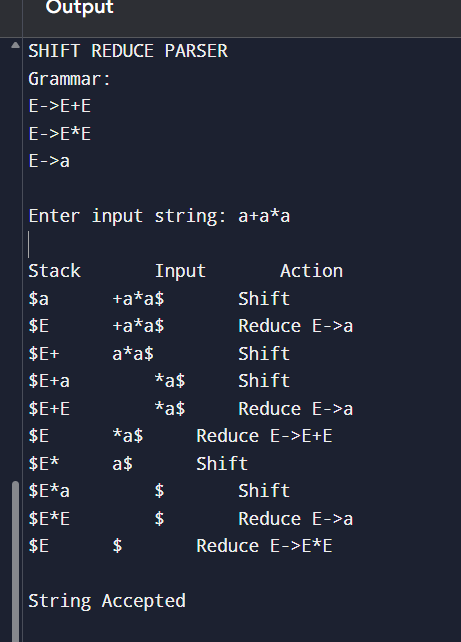 Output
SHIFT REDUCE PARSER
Grammar:
E->E+E
E->E*E
E->a
Enter input string: a+a*a
Stack Input Action
$a +a*a$ Shift
$E +a*a$ Reduce E->a
$E+ a*a$ Shift
$E+a *a$ Shift
$E+E *a$ Reduce E->a
$E *a$ Reduce E->E+E
$E* a$ Shift
$E*a $ Shift
$E*E $ Reduce E->a
$E $ Reduce E->E*E
String Accepted